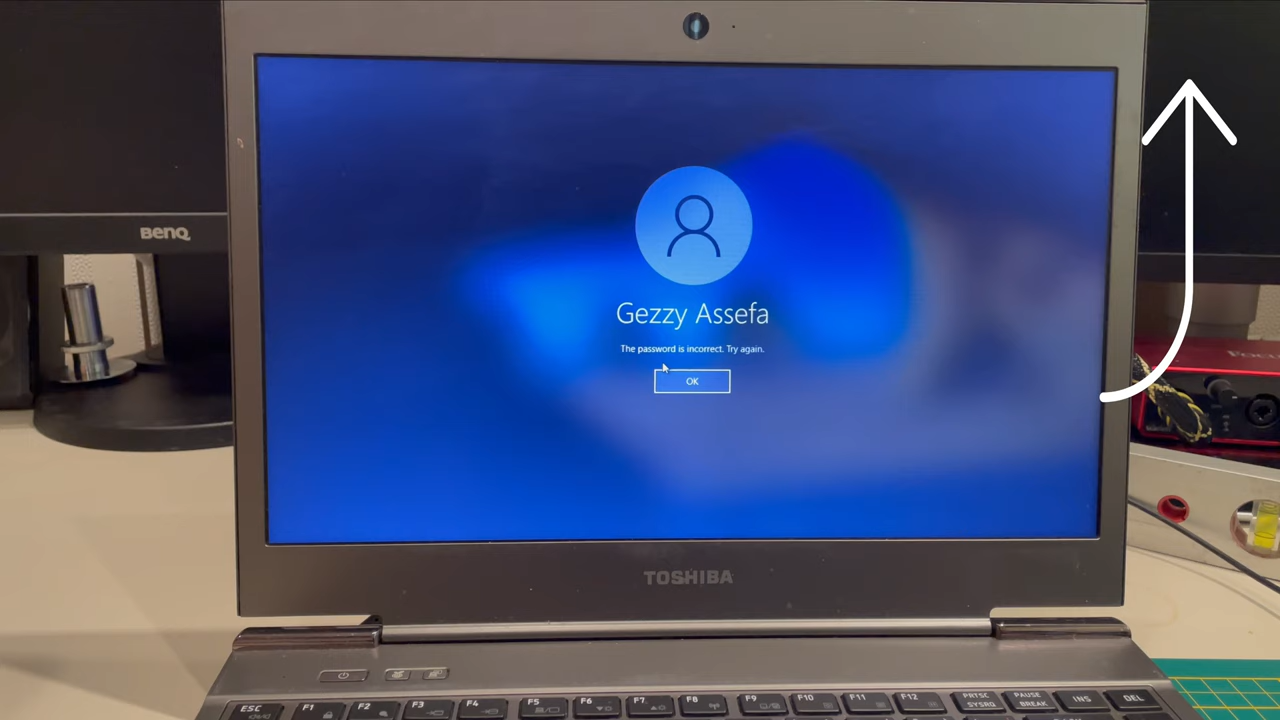 BenQ
Gezzy Assefa
The password is incorrect. Try again.
OK
TOSHIBA
ESC
F1
F2
F3
F4
F5
F6
F7
F8
F9
F10
F11
F12
PRTSC
SYSRQ
PAUSE
BREAK
INS
DEL